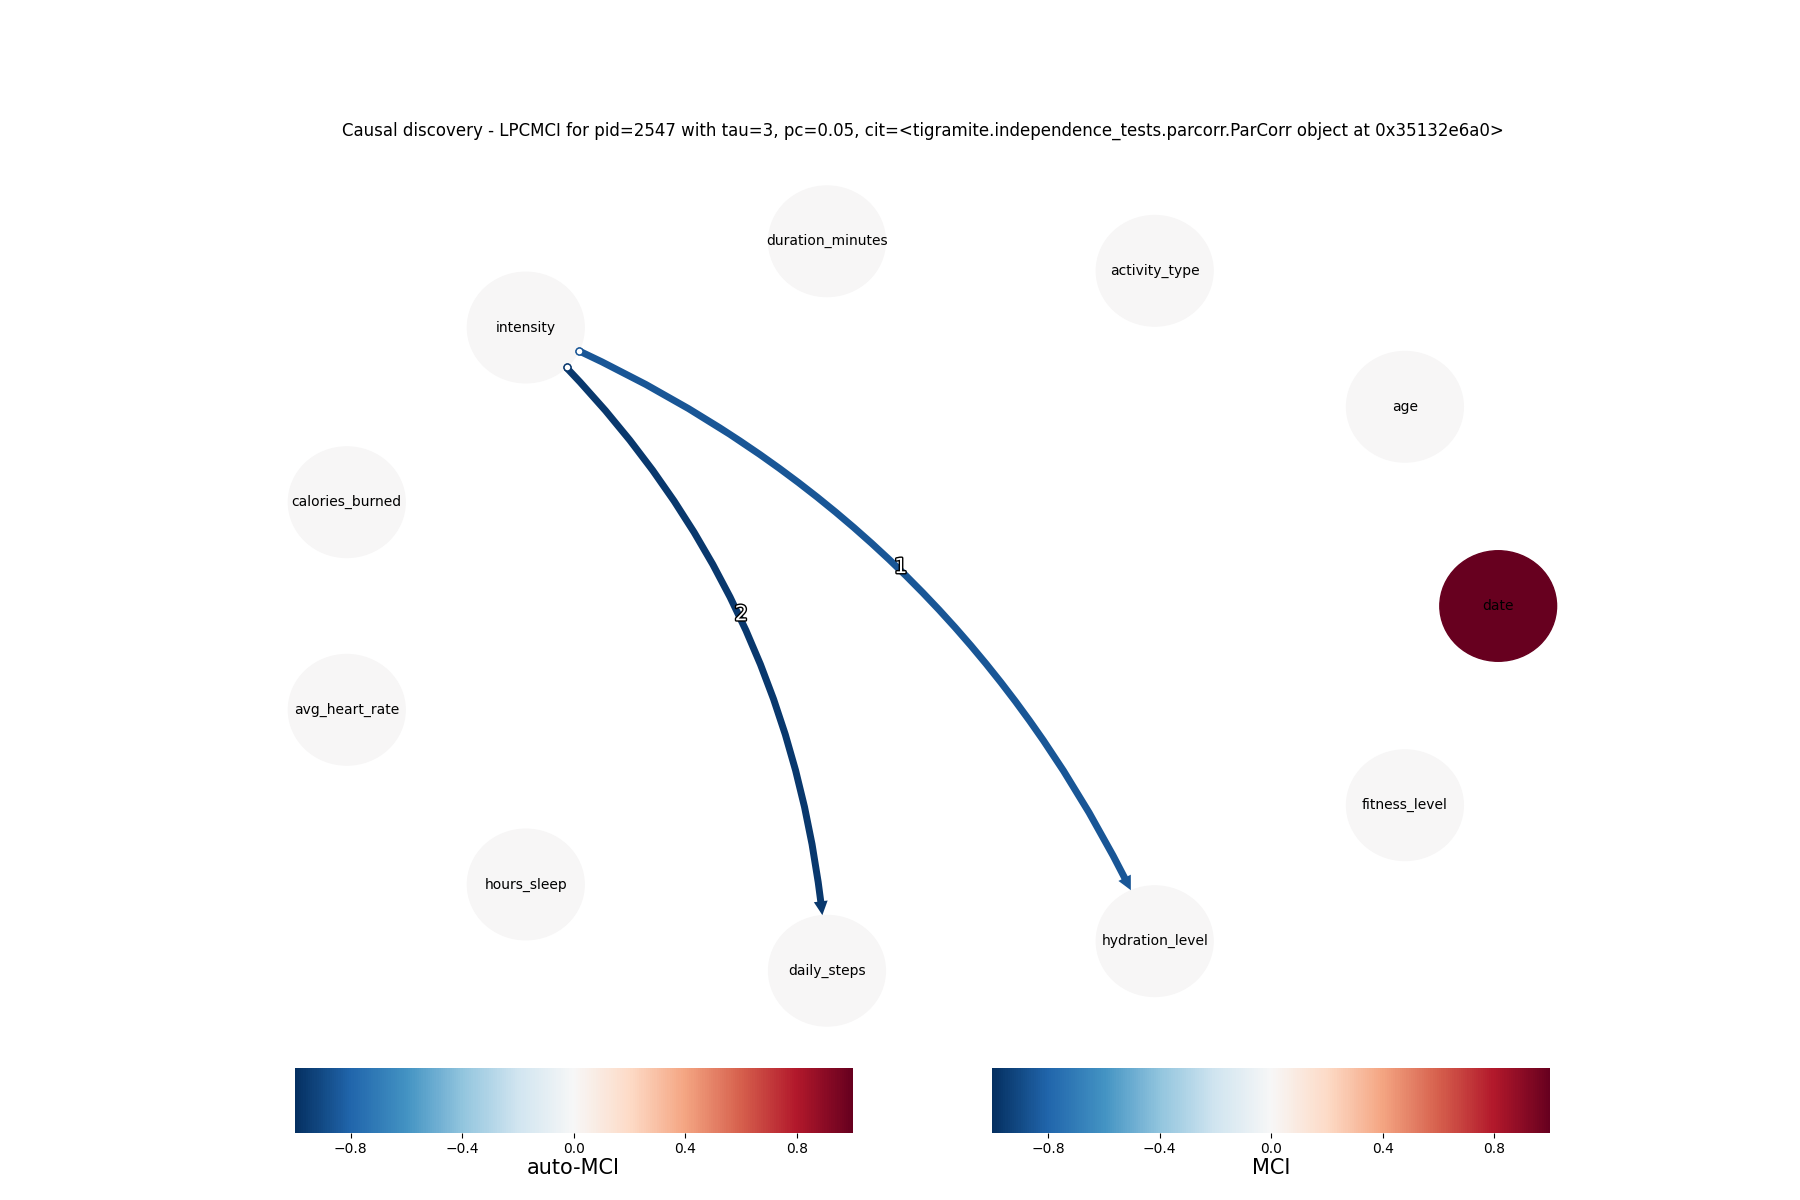 Causal discovery - LPCMCI for pid=2547 with tau=3, pc=0.05, cit=<tigramite.independence_tests.parcorr.ParCorr object at 0x35132e6a0>
duration_minutes
activity_type
intensity
age
calories_burned
1
date
2
avg_heart_rate
fitness_level
hours_sleep
hydration_level
daily_steps
−0.8 −0.4 0.0 0.4 0.8
auto-MCI
−0.8 −0.4 0.0 0.4 0.8
MCI